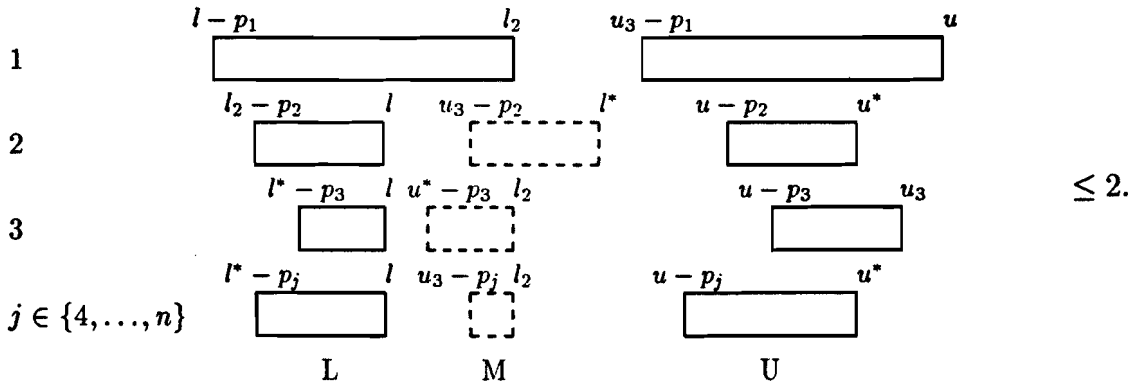 l − p₁ l₂ u₃ − p₁ u
1
l₂ − p₂ l u₃ − p₂ l* u − p₂ u*
2
l* − p₃ l u* − p₃ l₂ u − p₃ u₃ ≤ 2.
3
l* − pⱼ l u₃ − pⱼ l₂ u − pⱼ u*
j ∈ {4,…,n}
L M U